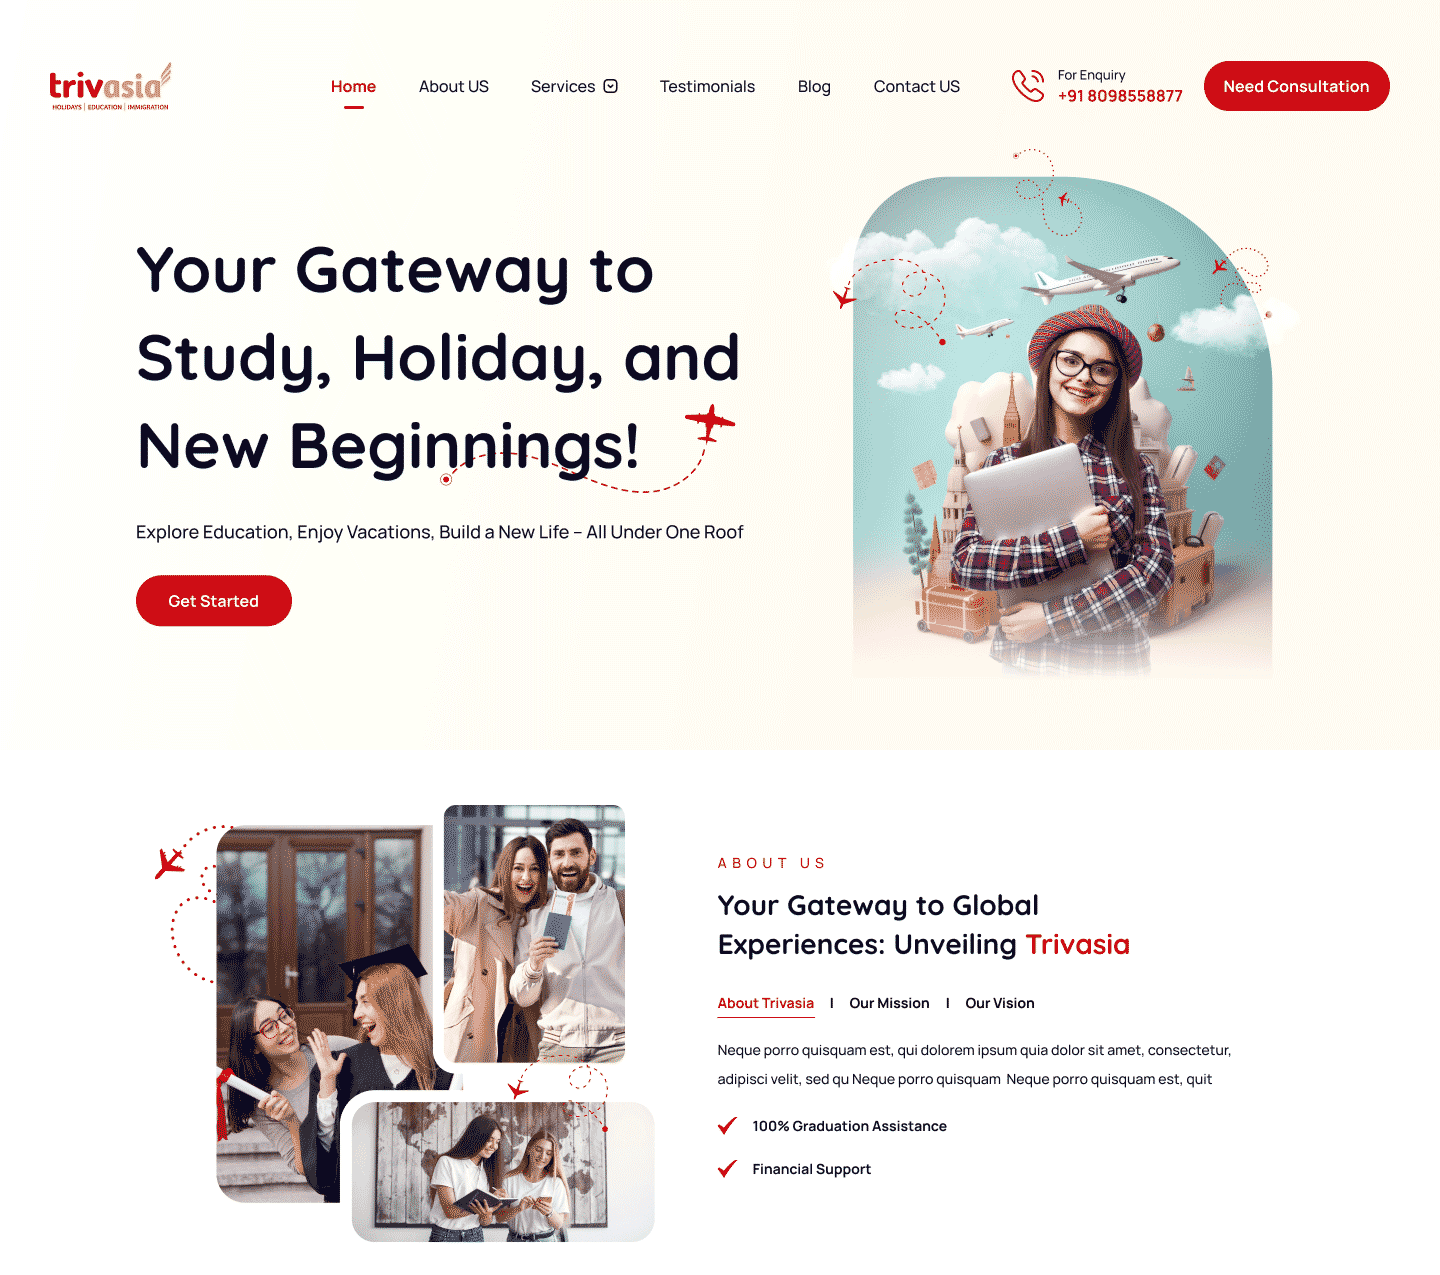 trivasia
HOLIDAYS | EDUCATION | IMMIGRATION
Home
About US
Services
Testimonials
Blog
Contact US
For Enquiry
+91 8098558877
Need Consultation
Your Gateway to
Study, Holiday, and
New Beginnings!
Explore Education, Enjoy Vacations, Build a New Life – All Under One Roof
Get Started
ABOUT US
Your Gateway to Global
Experiences: Unveiling Trivasia
About Trivasia | Our Mission | Our Vision
Neque porro quisquam est, qui dolorem ipsum quia dolor sit amet, consectetur,
adipisci velit, sed qu Neque porro quisquam  Neque porro quisquam est, quit
100% Graduation Assistance
Financial Support